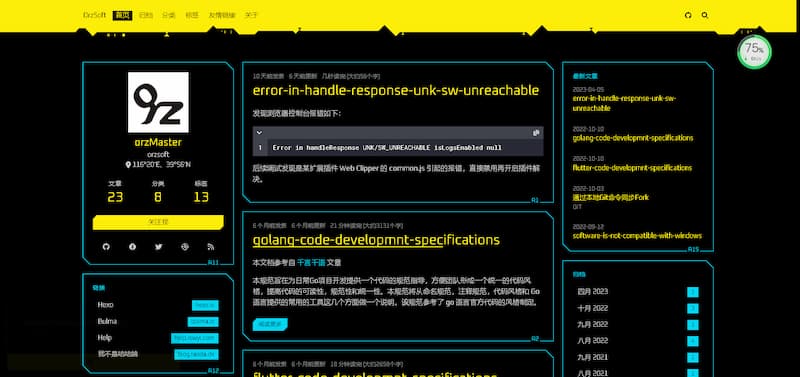 OrzSoft 首页 归档 分类 标签 友情链接 关于
75%
9z
orzMaster
orzsoft
116°20'E, 39°56'N
文章 分类 标签
23 8 13
关注我
A11
链接
Hexo hexo.io
Bulma bulma.io
Help
我不是咕咕鸽
A12
10 天前发表 6 天前更新 几秒读完 (大约56个字)
error-in-handle-response-unk-sw-unreachable
发现浏览器控制台报错如下:
1 Error in handleResponse UNK/SW_UNREACHABLE isLogsEnabled null
后续调试发现是某扩展插件 Web Clipper 的 common.js 引起的报错，直接禁用再开启插件解
决。
A1
6 个月前发表 6 个月前更新 21 分钟读完 (大约3131个字)
golang-code-developmnt-specifications
本文档参考自 千言千语 文章
本规范旨在为日常Go项目开发提供一个代码的规范指导，方便团队形成一个统一的代码风
格，提高代码的可读性，规范性和统一性。本规范将从命名规范，注释规范，代码风格和 Go
语言提供的常用的工具这几个方面做一个说明。该规范参考了 go 语言官方代码的风格制定。
阅读更多
A2
6 个月前发表 6 个月前更新 18 分钟读完 (大约2658个字)
flutter-code-developmnt-specifications
最新文章
2023-04-05
error-in-handle-response-unk-sw-
unreachable
2022-10-10
golang-code-developmnt-specifications
2022-10-10
flutter-code-developmnt-specifications
2022-10-03
通过本地Git命令同步Fork
GIT
2022-09-12
software-is-not-compatible-with-windows
A15
归档
四月 2023
十月 2022
九月 2022
八月 2022
九月 2021
八月 2021